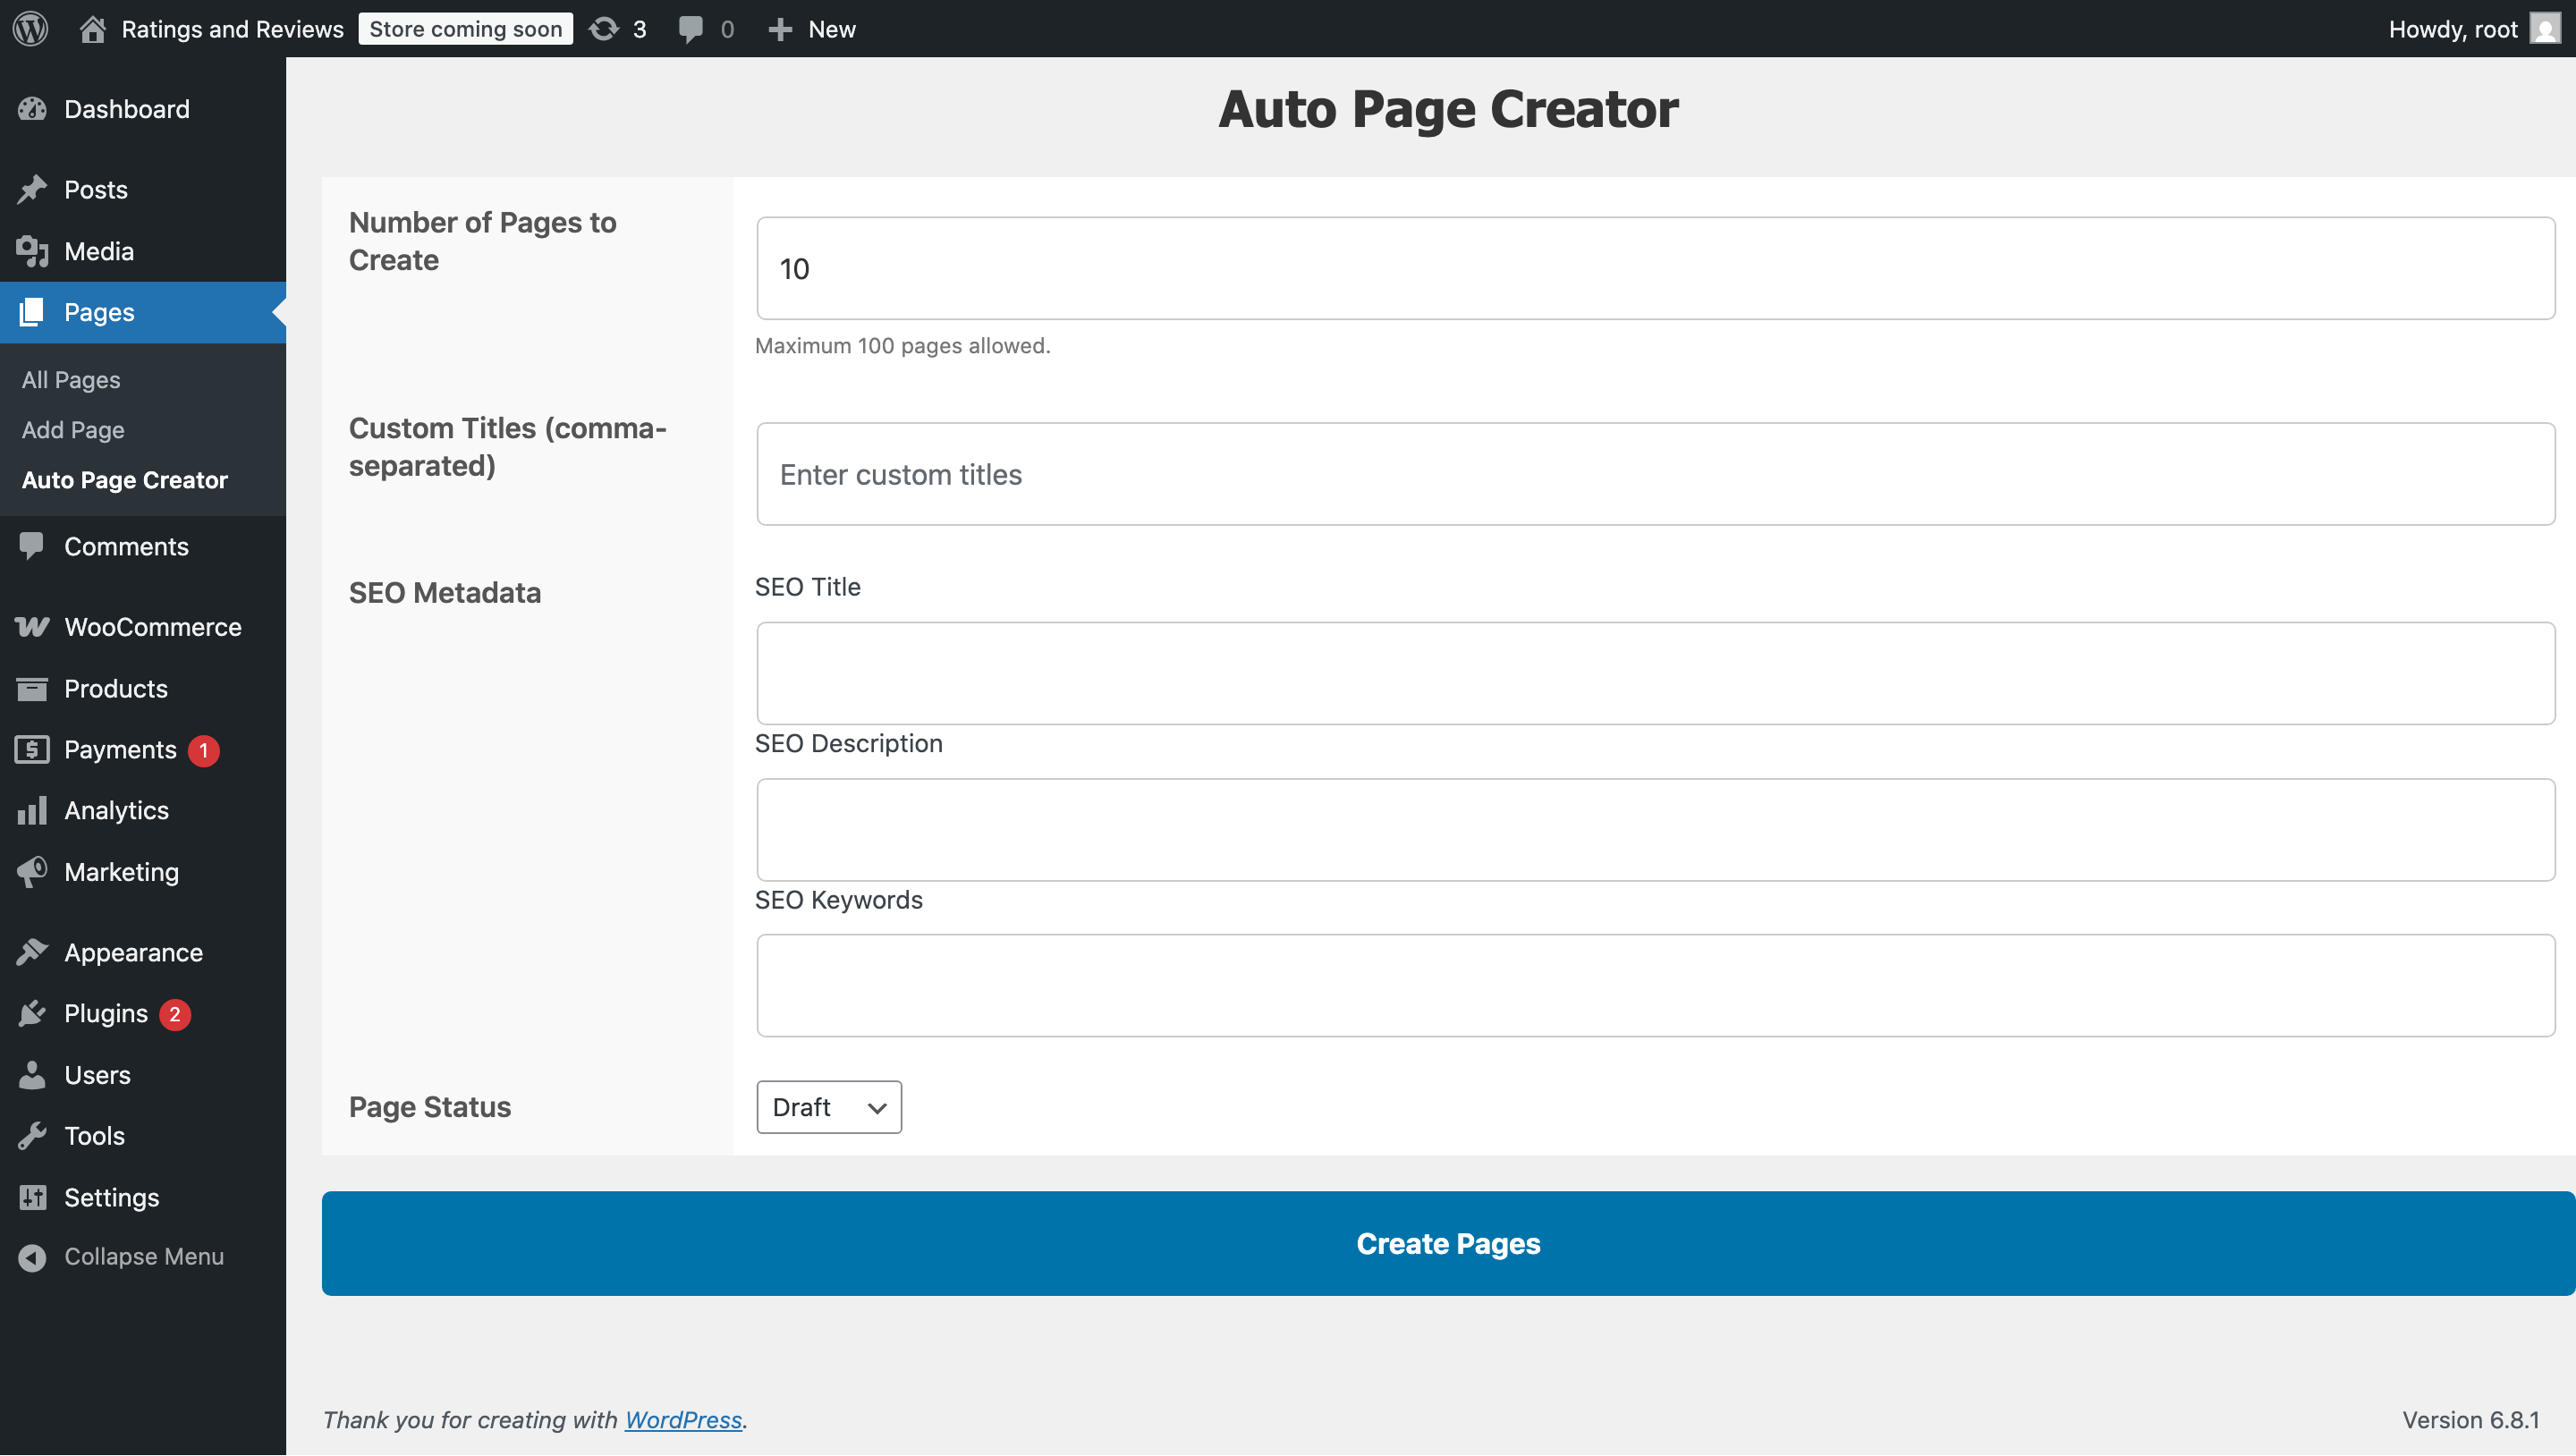 Ratings and Reviews Store coming soon 3 0 New Howdy, root
Dashboard
Posts
Media
Pages
All Pages
Add Page
Auto Page Creator
Comments
WooCommerce
Products
Payments 1
Analytics
Marketing
Appearance
Plugins 2
Users
Tools
Settings
Collapse Menu
Auto Page Creator
Number of Pages to
Create
10
Maximum 100 pages allowed.
Custom Titles (comma-
separated)
Enter custom titles
SEO Metadata
SEO Title
SEO Description
SEO Keywords
Page Status
Draft
Create Pages
Thank you for creating with WordPress.
Version 6.8.1